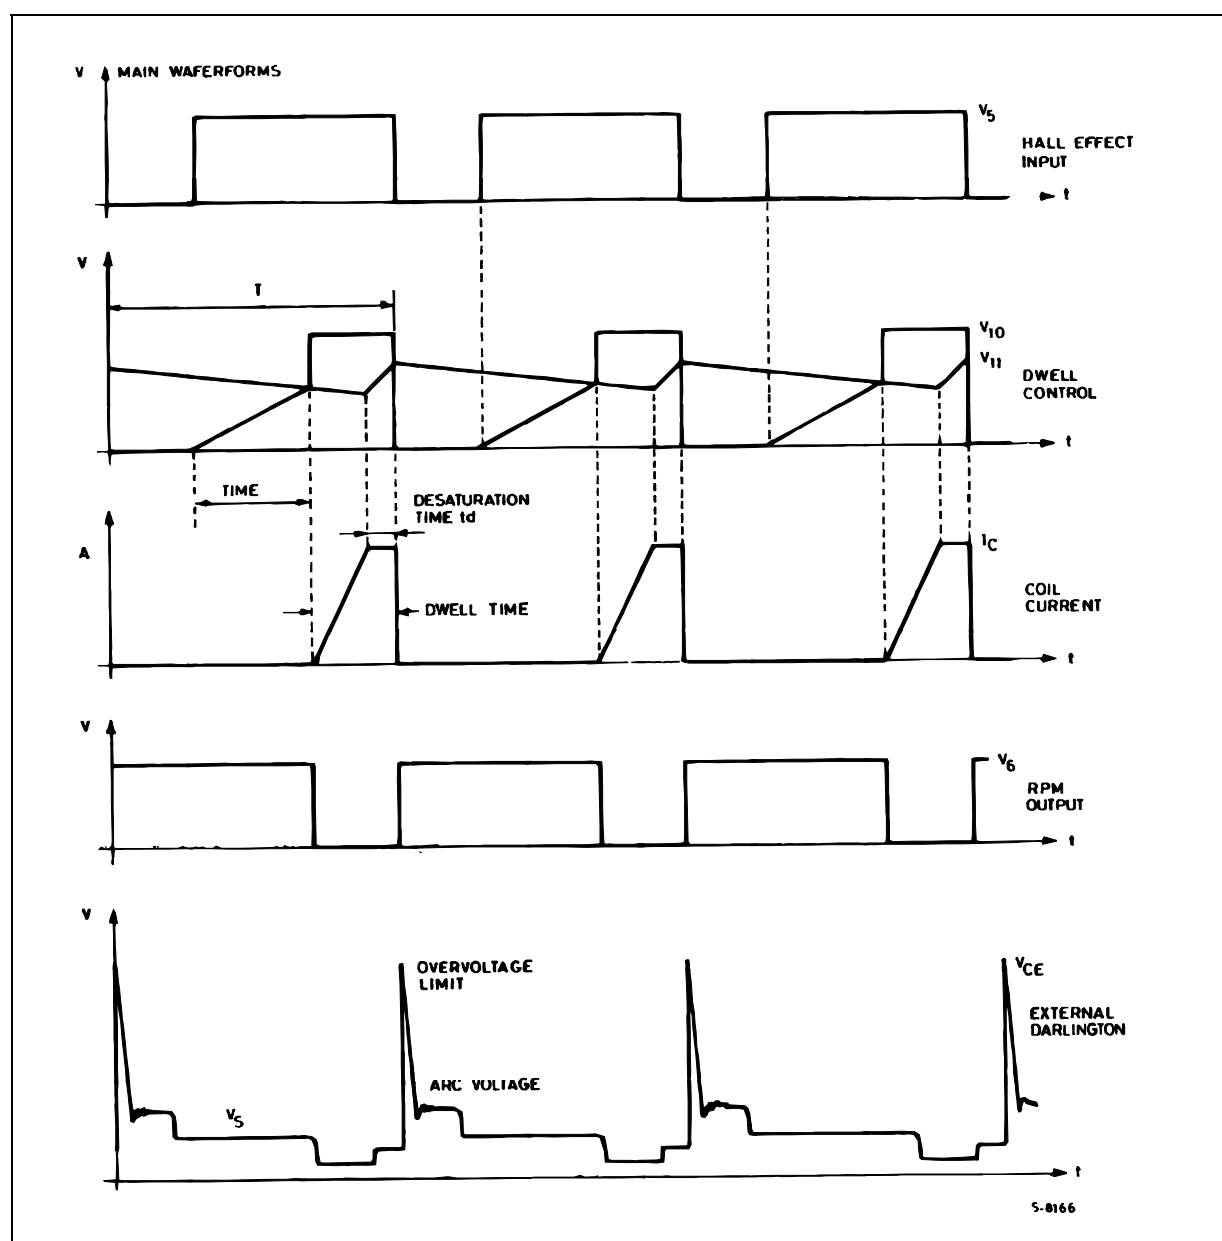 V MAIN WAFERFORMS
V5
HALL EFFECT
INPUT
t
V
T
V10
V11
DWELL
CONTROL
t
TIME
DESATURATION
TIME td
A
IC
COIL
CURRENT
DWELL TIME
t
V
V6
RPM
OUTPUT
t
V
OVERVOLTAGE
LIMIT
VCE
EXTERNAL
DARLINGTON
ARC VOLTAGE
VS
t
S-8166